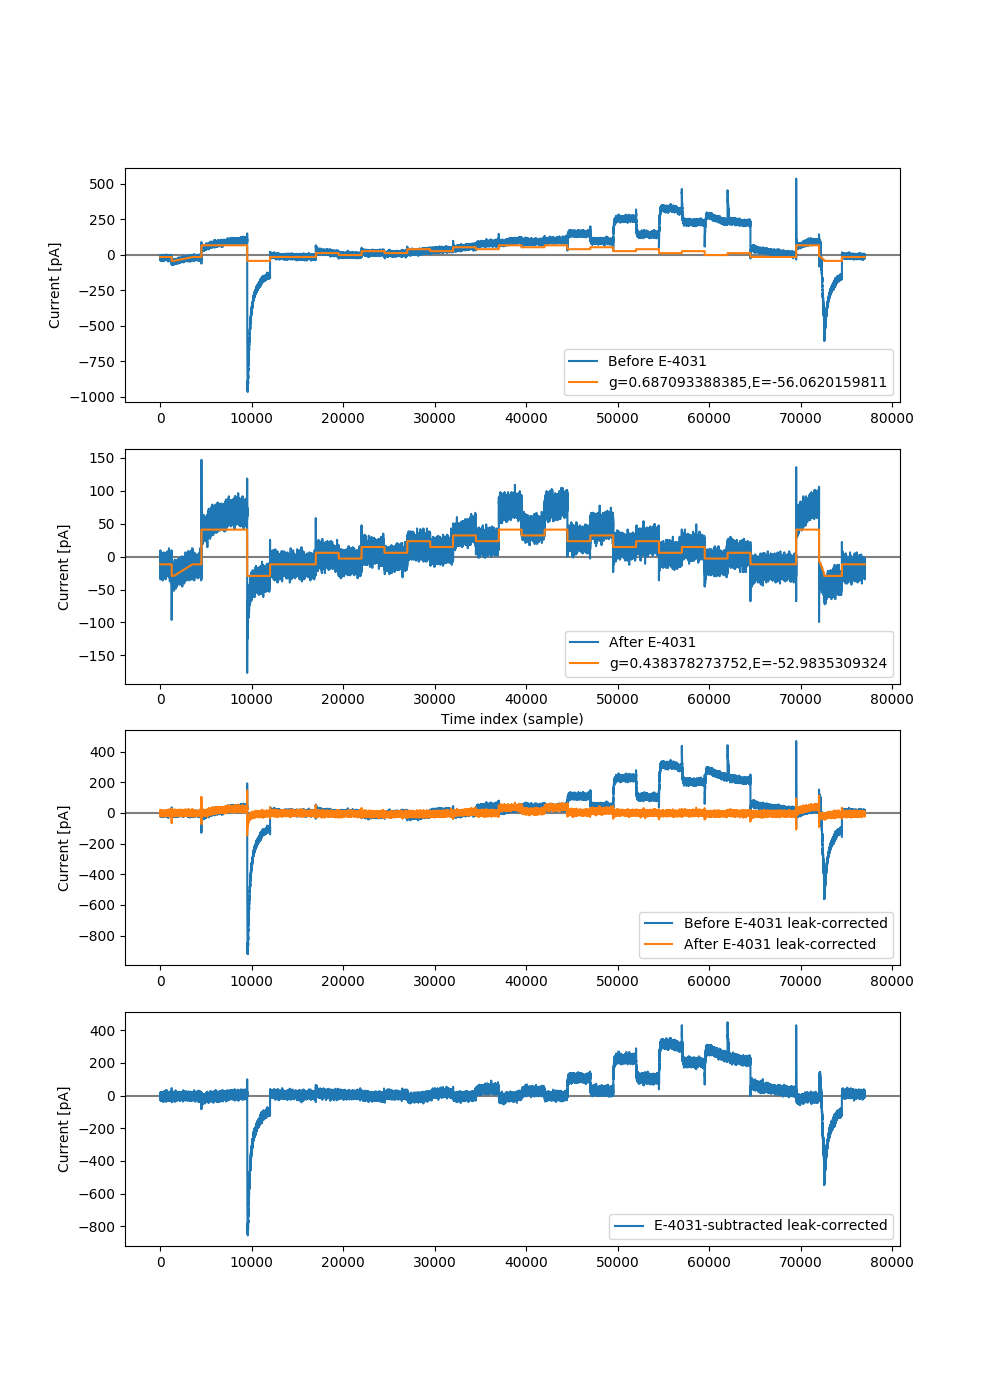 500
250
0
−250
−500
−750
−1000
Current [pA]
Before E-4031
g=0.687093388385,E=-56.0620159811
0 10000 20000 30000 40000 50000 60000 70000 80000
150
100
50
0
−50
−100
−150
Current [pA]
After E-4031
g=0.438378273752,E=-52.9835309324
0 10000 20000 30000 40000 50000 60000 70000 80000
Time index (sample)
400
200
0
−200
−400
−600
−800
Current [pA]
Before E-4031 leak-corrected
After E-4031 leak-corrected
0 10000 20000 30000 40000 50000 60000 70000 80000
400
200
0
−200
−400
−600
−800
Current [pA]
E-4031-subtracted leak-corrected
0 10000 20000 30000 40000 50000 60000 70000 80000